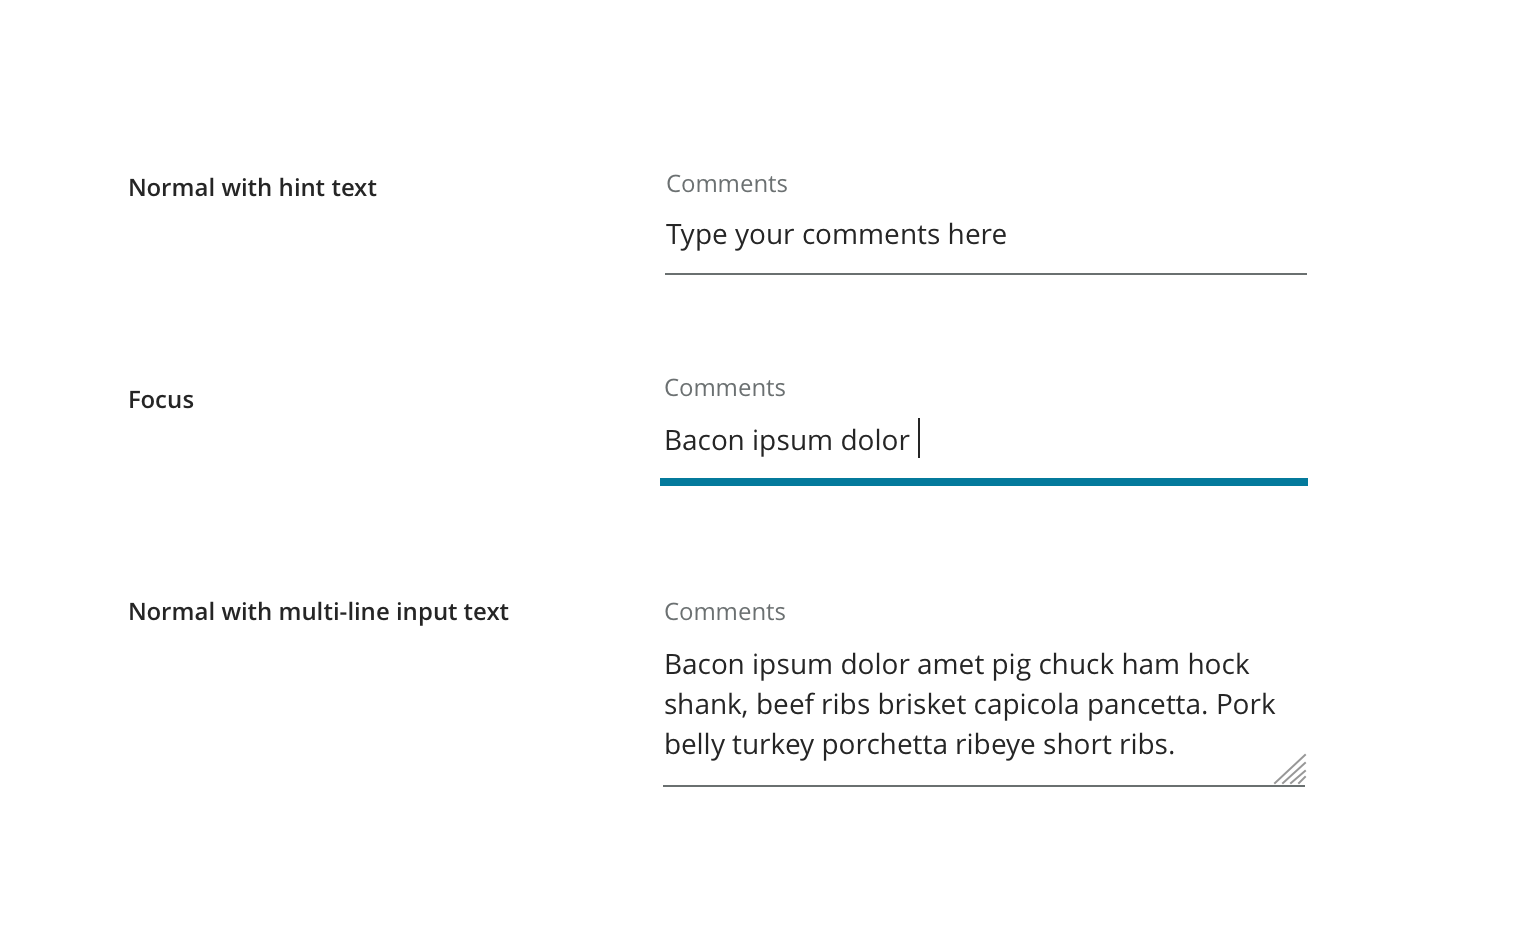 Normal with hint text
Comments
Type your comments here
Focus
Comments
Bacon ipsum dolor
Normal with multi-line input text
Comments
Bacon ipsum dolor amet pig chuck ham hock
shank, beef ribs brisket capicola pancetta. Pork
belly turkey porchetta ribeye short ribs.